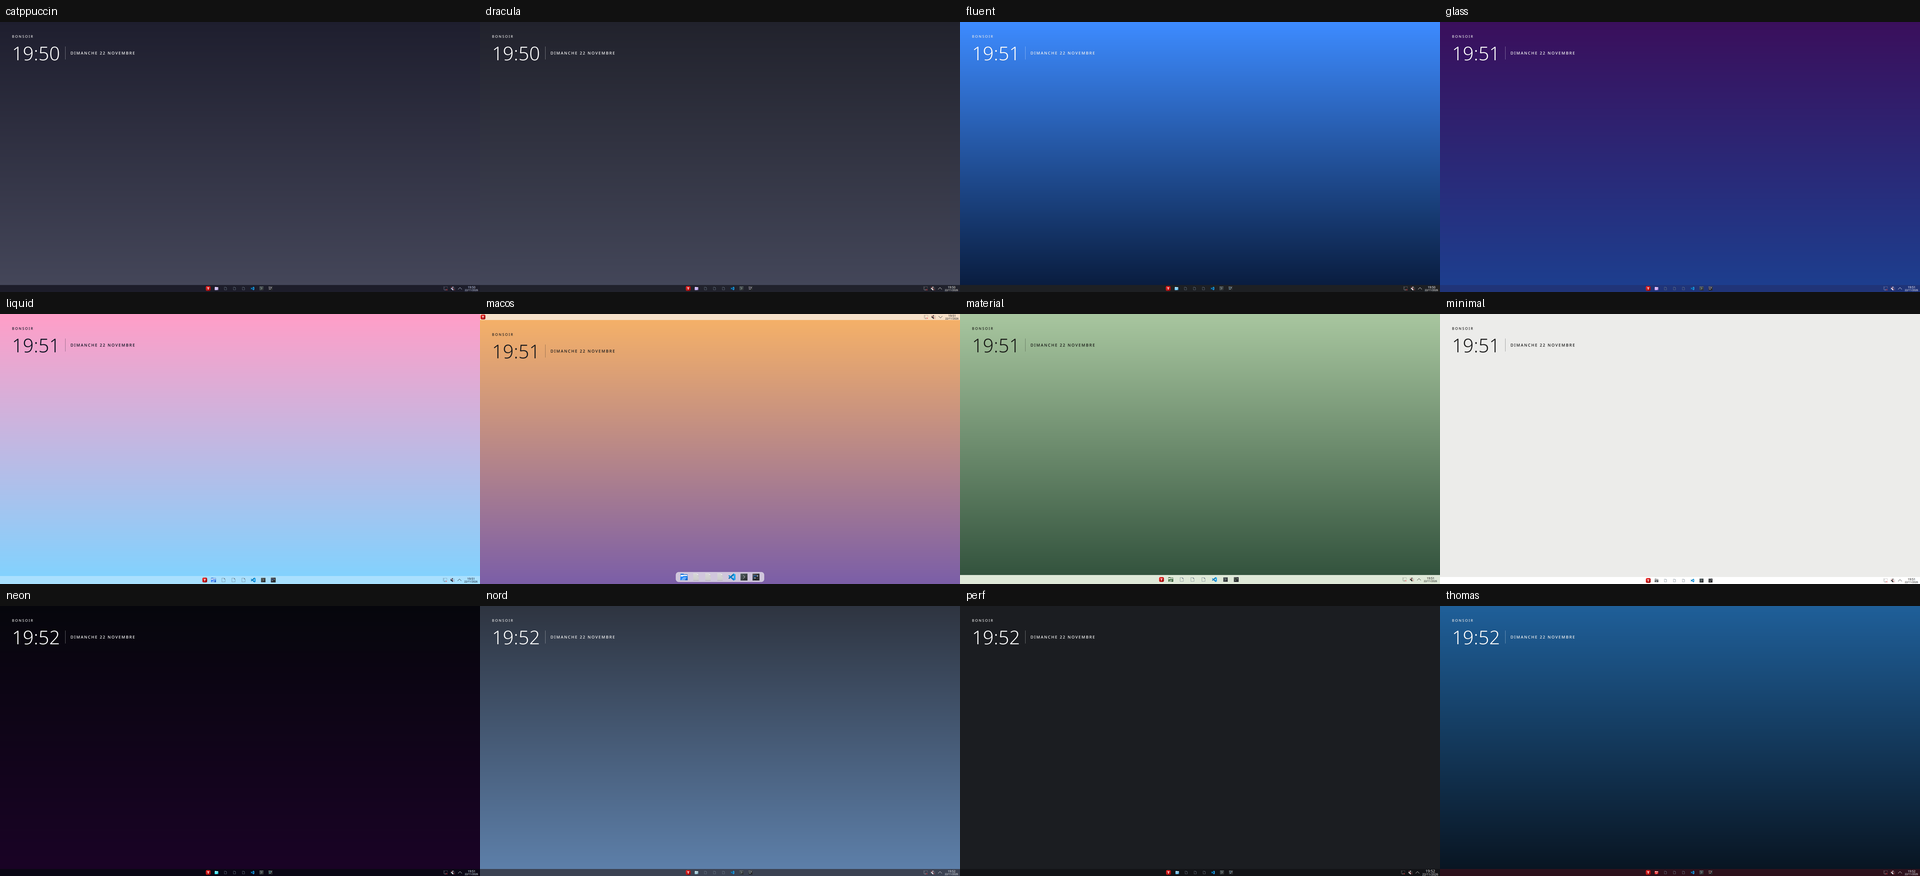 catppuccin
BONSOIR
19:50
DIMANCHE 22 NOVEMBRE
dracula
BONSOIR
19:50
DIMANCHE 22 NOVEMBRE
fluent
BONSOIR
19:51
DIMANCHE 22 NOVEMBRE
glass
BONSOIR
19:51
DIMANCHE 22 NOVEMBRE
liquid
BONSOIR
19:51
DIMANCHE 22 NOVEMBRE
macos
19:51
DIMANCHE 22 NOVEMBRE
material
BONSOIR
19:51
DIMANCHE 22 NOVEMBRE
minimal
BONSOIR
19:51
DIMANCHE 22 NOVEMBRE
neon
BONSOIR
19:52
DIMANCHE 22 NOVEMBRE
nord
BONSOIR
19:52
DIMANCHE 22 NOVEMBRE
perf
BONSOIR
19:52
DIMANCHE 22 NOVEMBRE
thomas
BONSOIR
19:52
DIMANCHE 22 NOVEMBRE